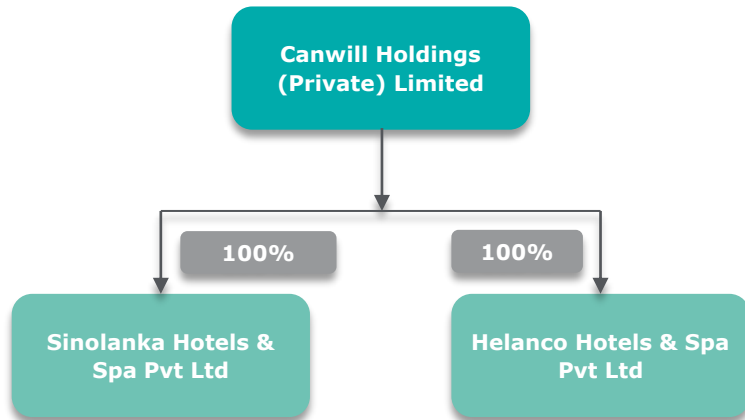 Canwill Holdings
(Private) Limited
100%
100%
Sinolanka Hotels &
Spa Pvt Ltd
Helanco Hotels & Spa
Pvt Ltd